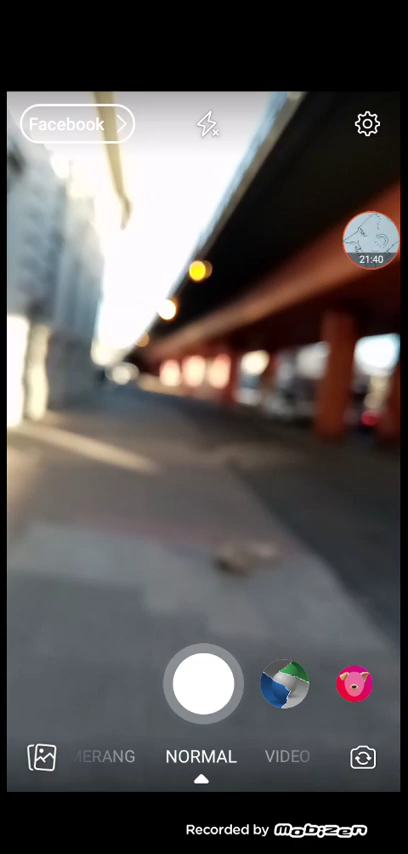 Facebook
21:40
MERANG
NORMAL
VIDEO
Recorded by Mobizen